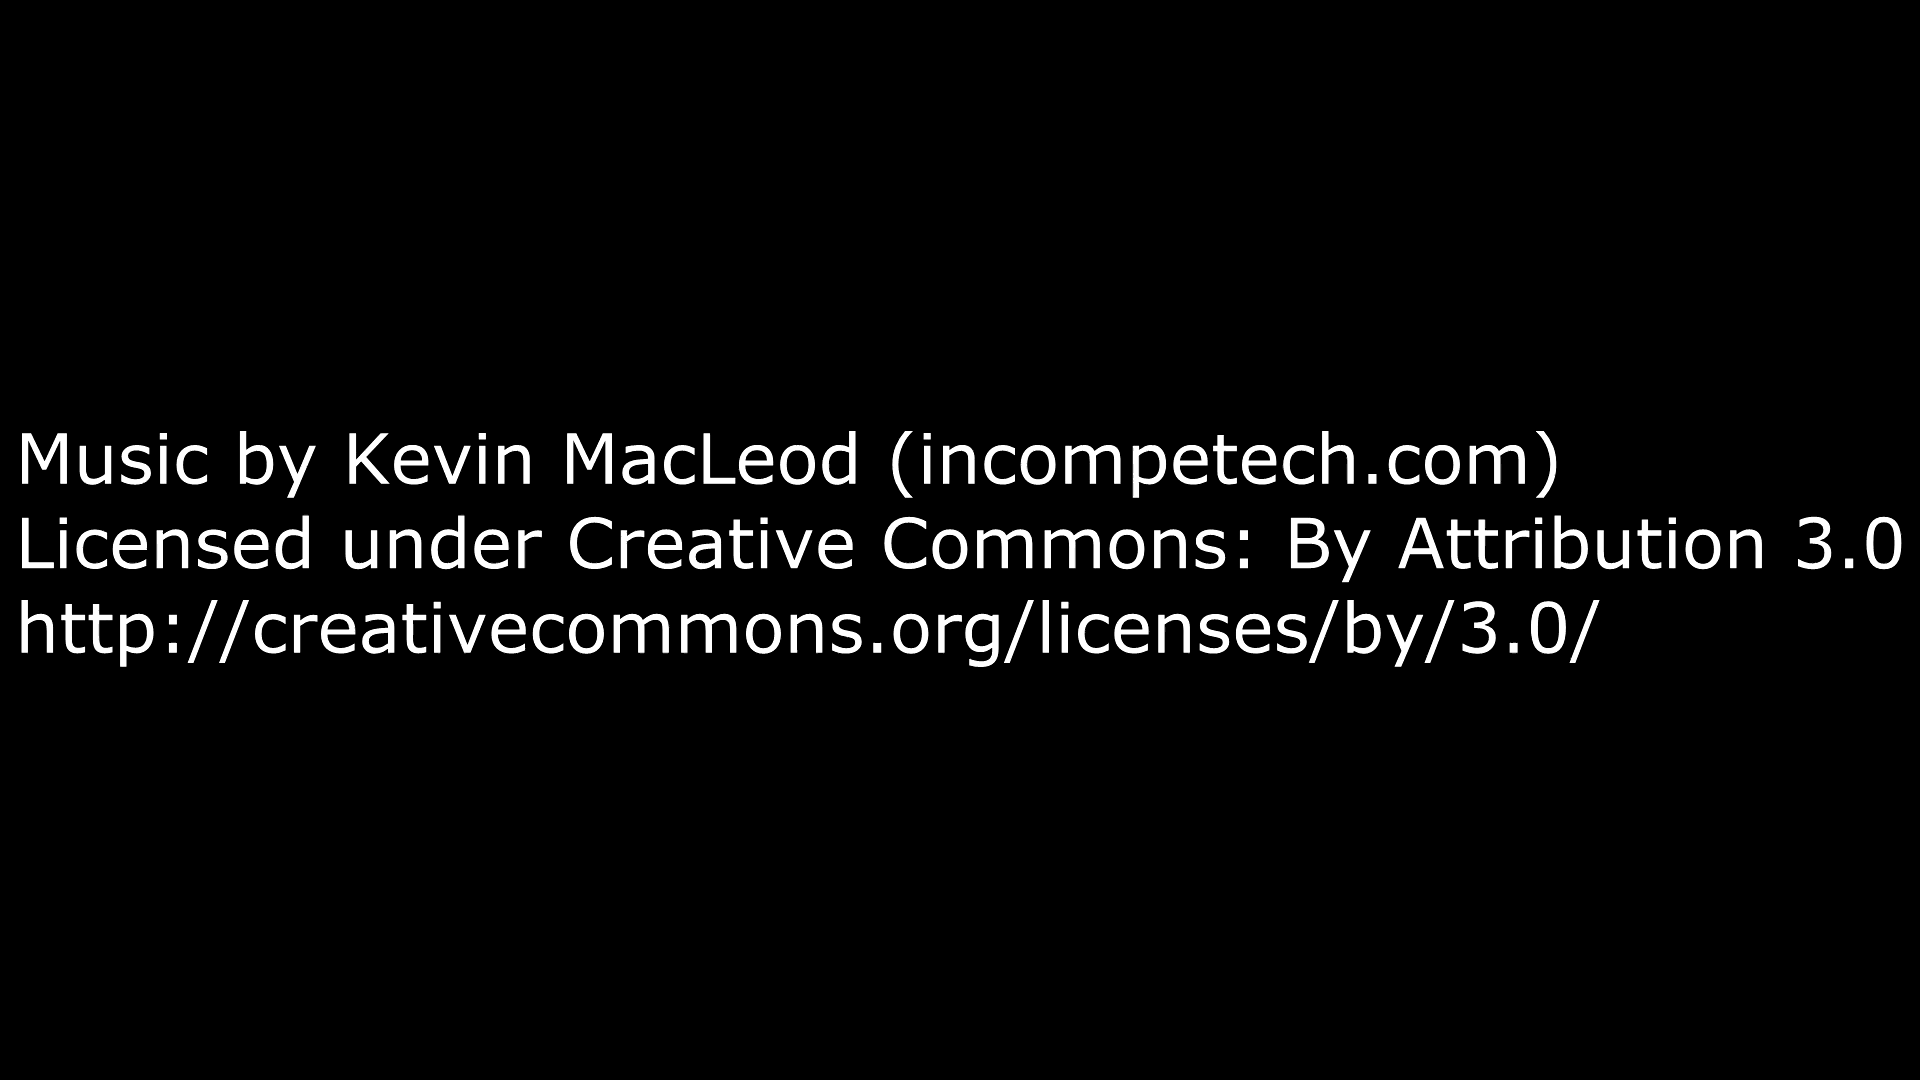 Music by Kevin MacLeod (incompetech.com)
Licensed under Creative Commons: By Attribution 3.0
http://creativecommons.org/licenses/by/3.0/